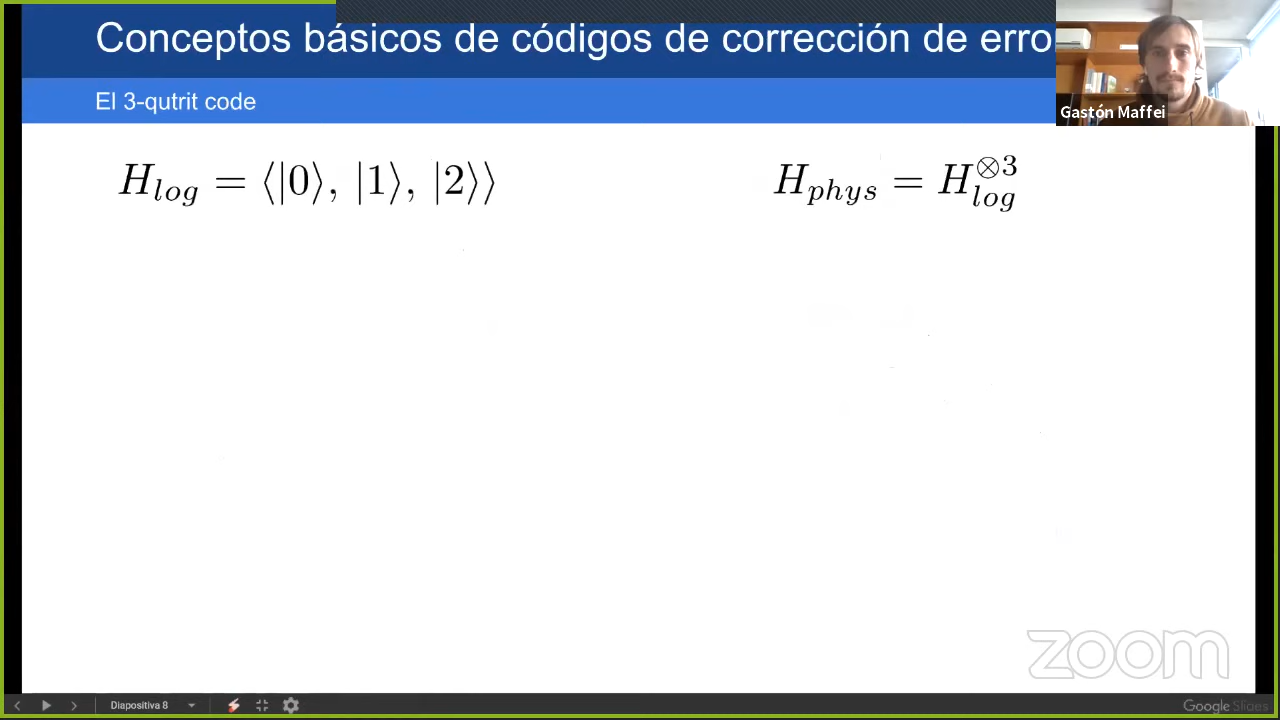 Conceptos básicos de códigos de corrección de erro
El 3-qutrit code
Gastón Maffei
H_{log} = ⟨|0⟩, |1⟩, |2⟩⟩
H_{phys} = H_{log}^{⊗3}
zoom
Diapositiva 8
Google Slides